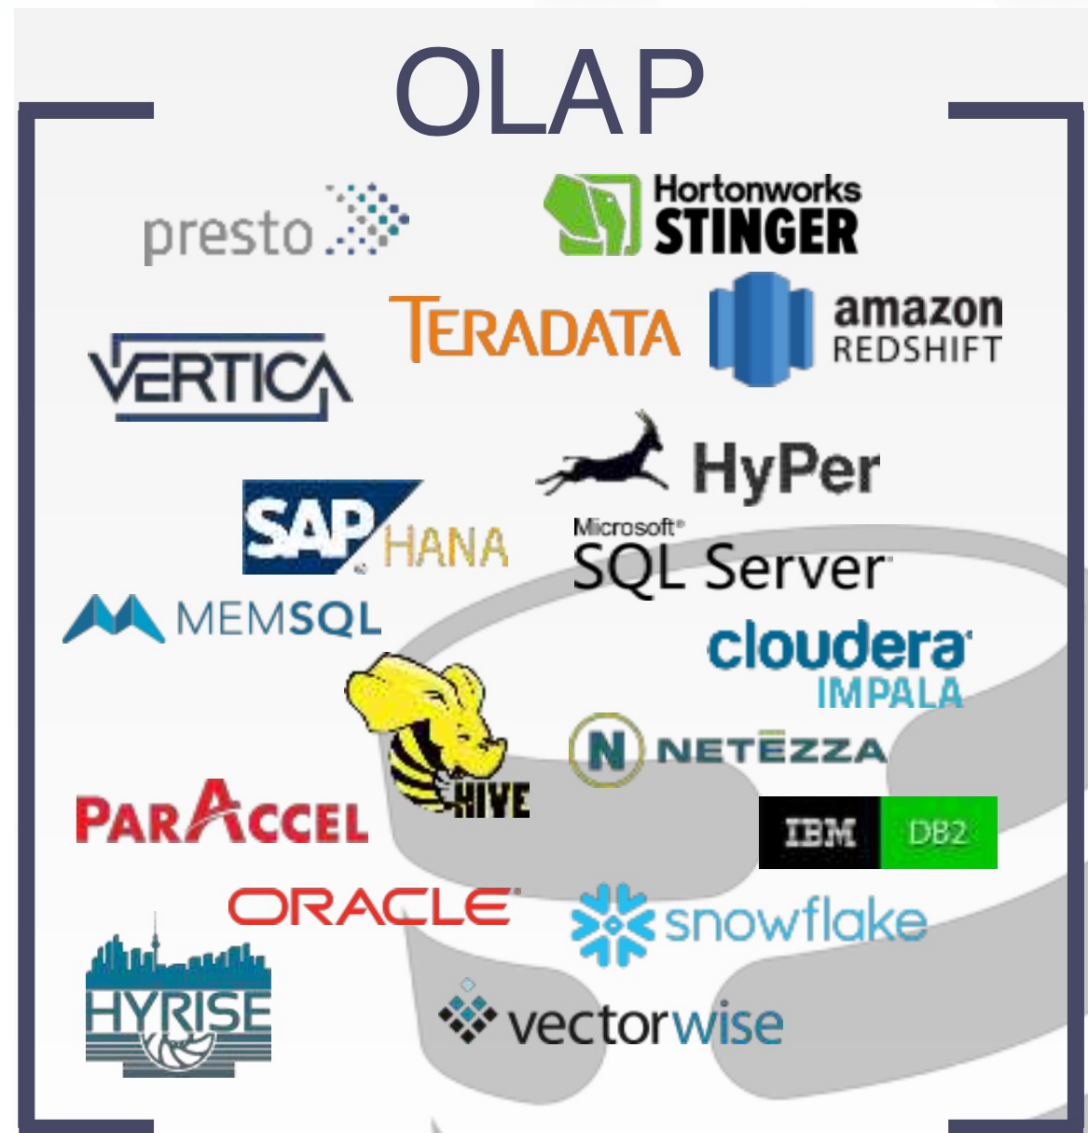 OLAP
presto
Hortonworks
STINGER
TERADATA
amazon
REDSHIFT
VERTICA
HyPer
SAP HANA
Microsoft®
SQL Server
MEMSQL
cloudera
IMPALA
HIVE
N NETĒZZA
PARACCEL
IBM DB2
ORACLE®
snowflake
HYRISE
vectorwise